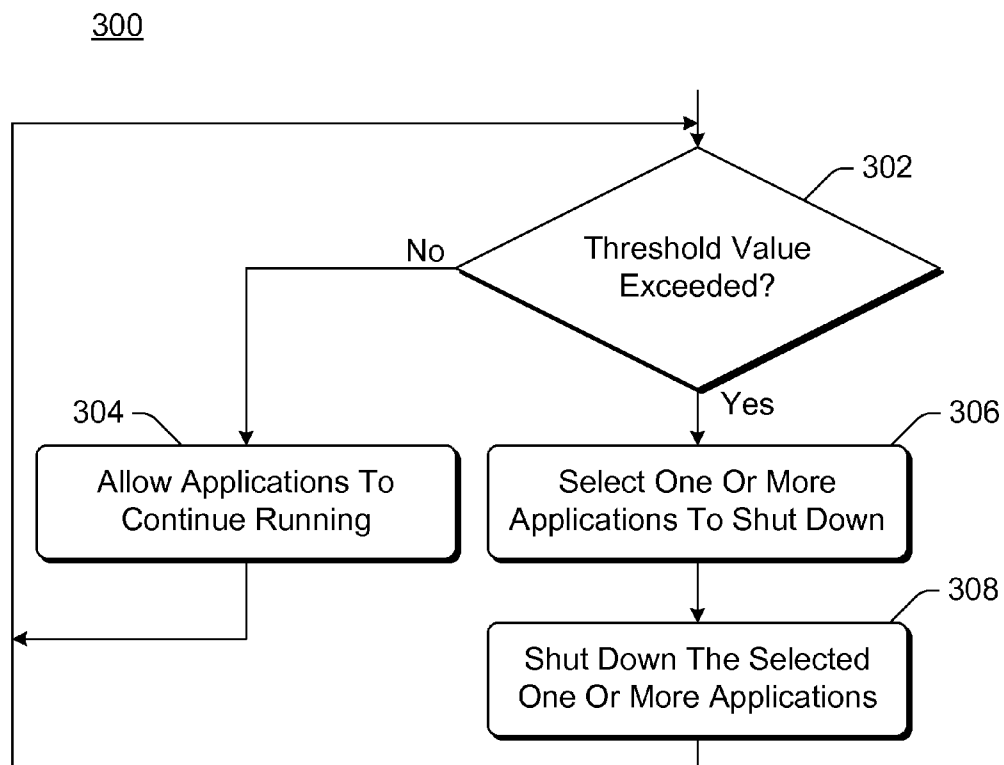 300
302
Threshold Value
Exceeded?
No
Yes
304
Allow Applications To
Continue Running
306
Select One Or More
Applications To Shut Down
308
Shut Down The Selected
One Or More Applications